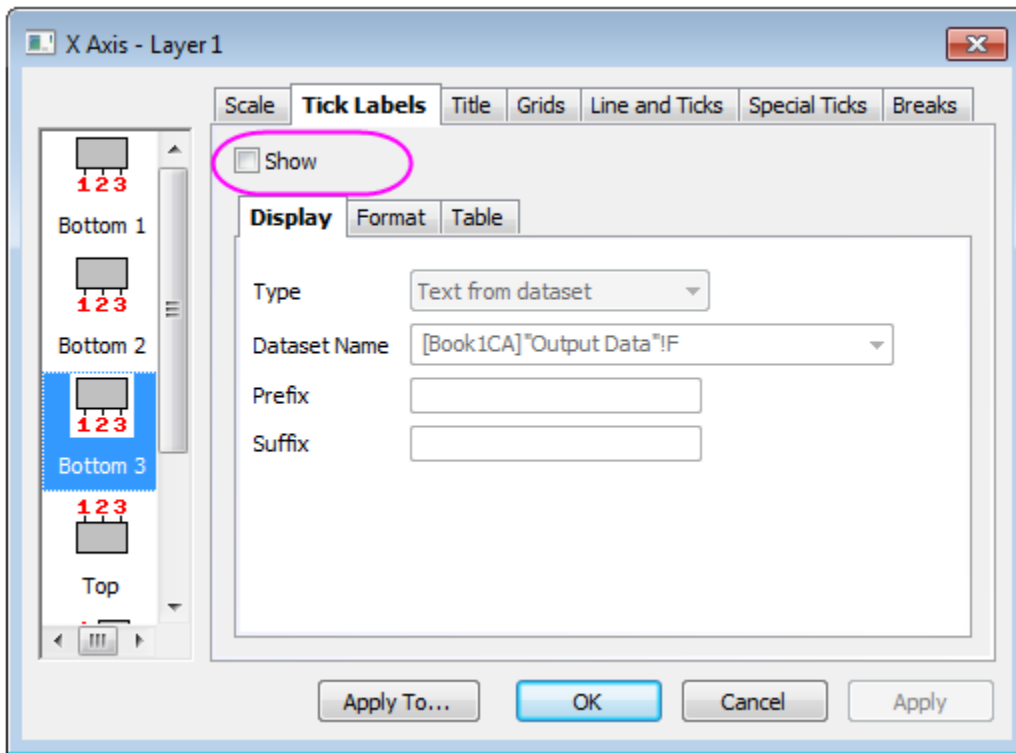 X Axis - Layer 1
Scale Tick Labels Title Grids Line and Ticks Special Ticks Breaks
Show
Display Format Table
Type Text from dataset
Dataset Name [Book1CA]"Output Data"!F
Prefix
Suffix
123
Bottom 1
123
Bottom 2
123
Bottom 3
123
Top
Apply To... OK Cancel Apply